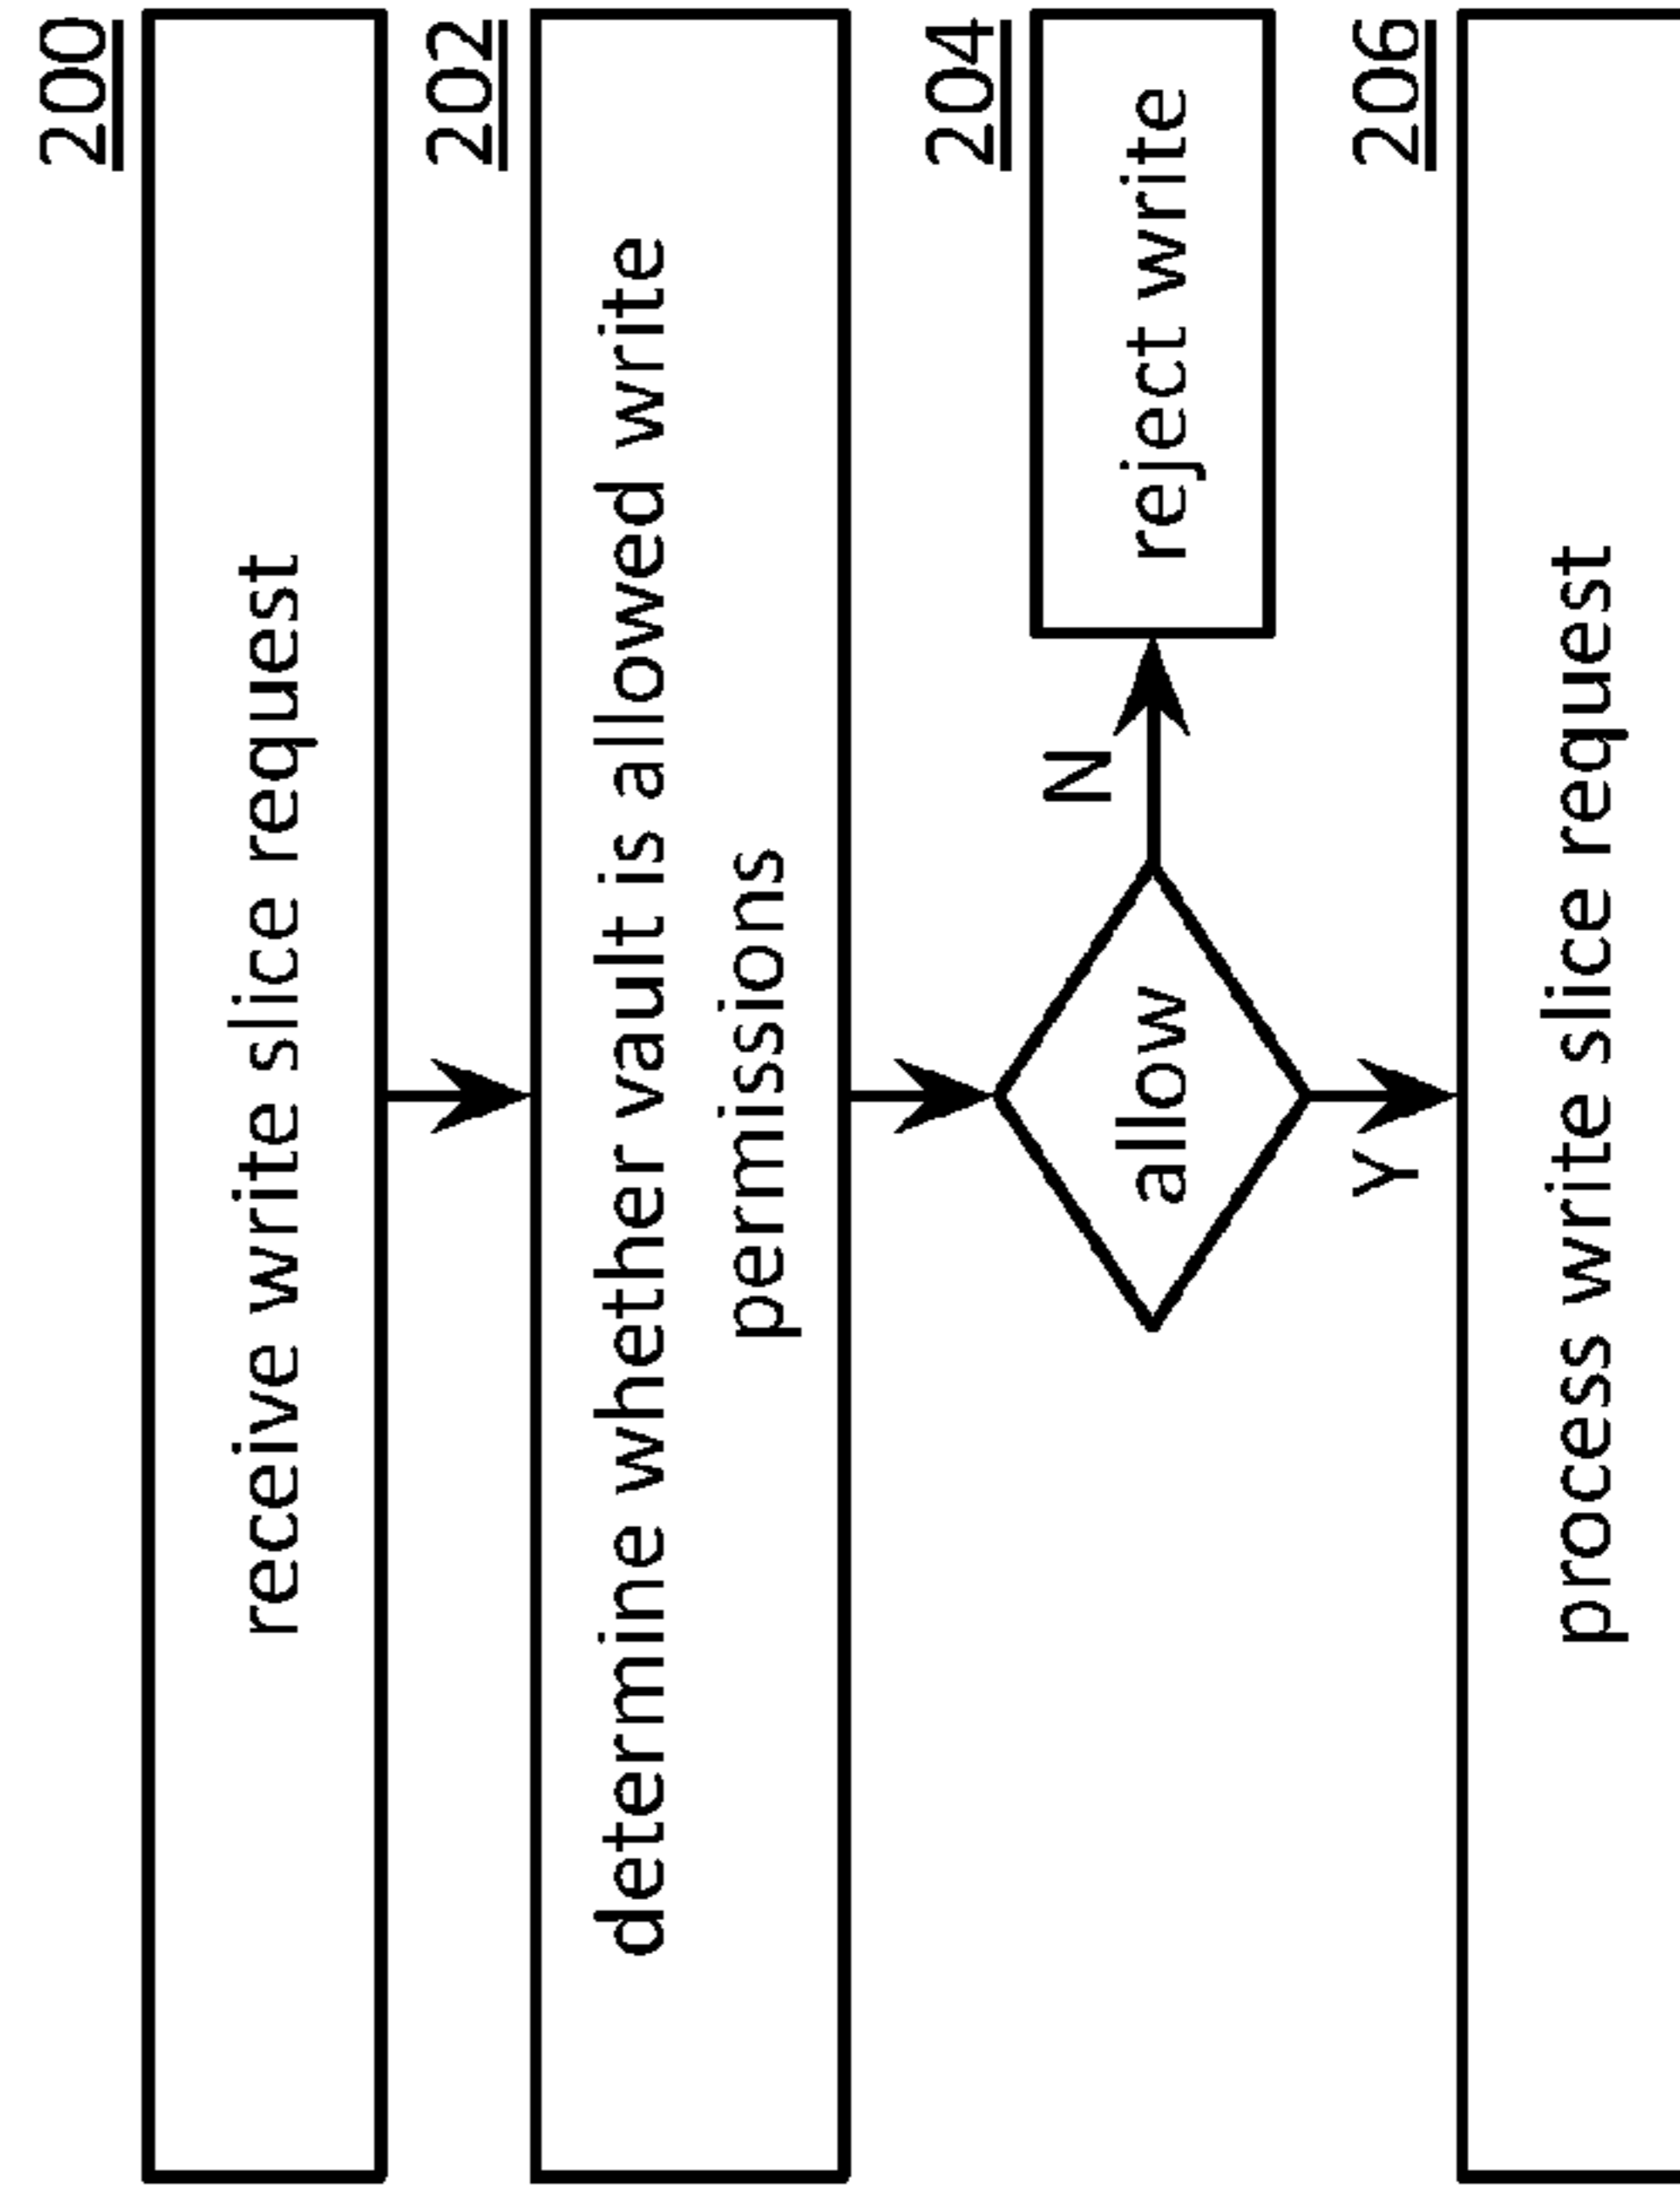 200
receive write slice request
202
determine whether vault is allowed write
permissions
204
allow
N
reject write
Y
206
process write slice request